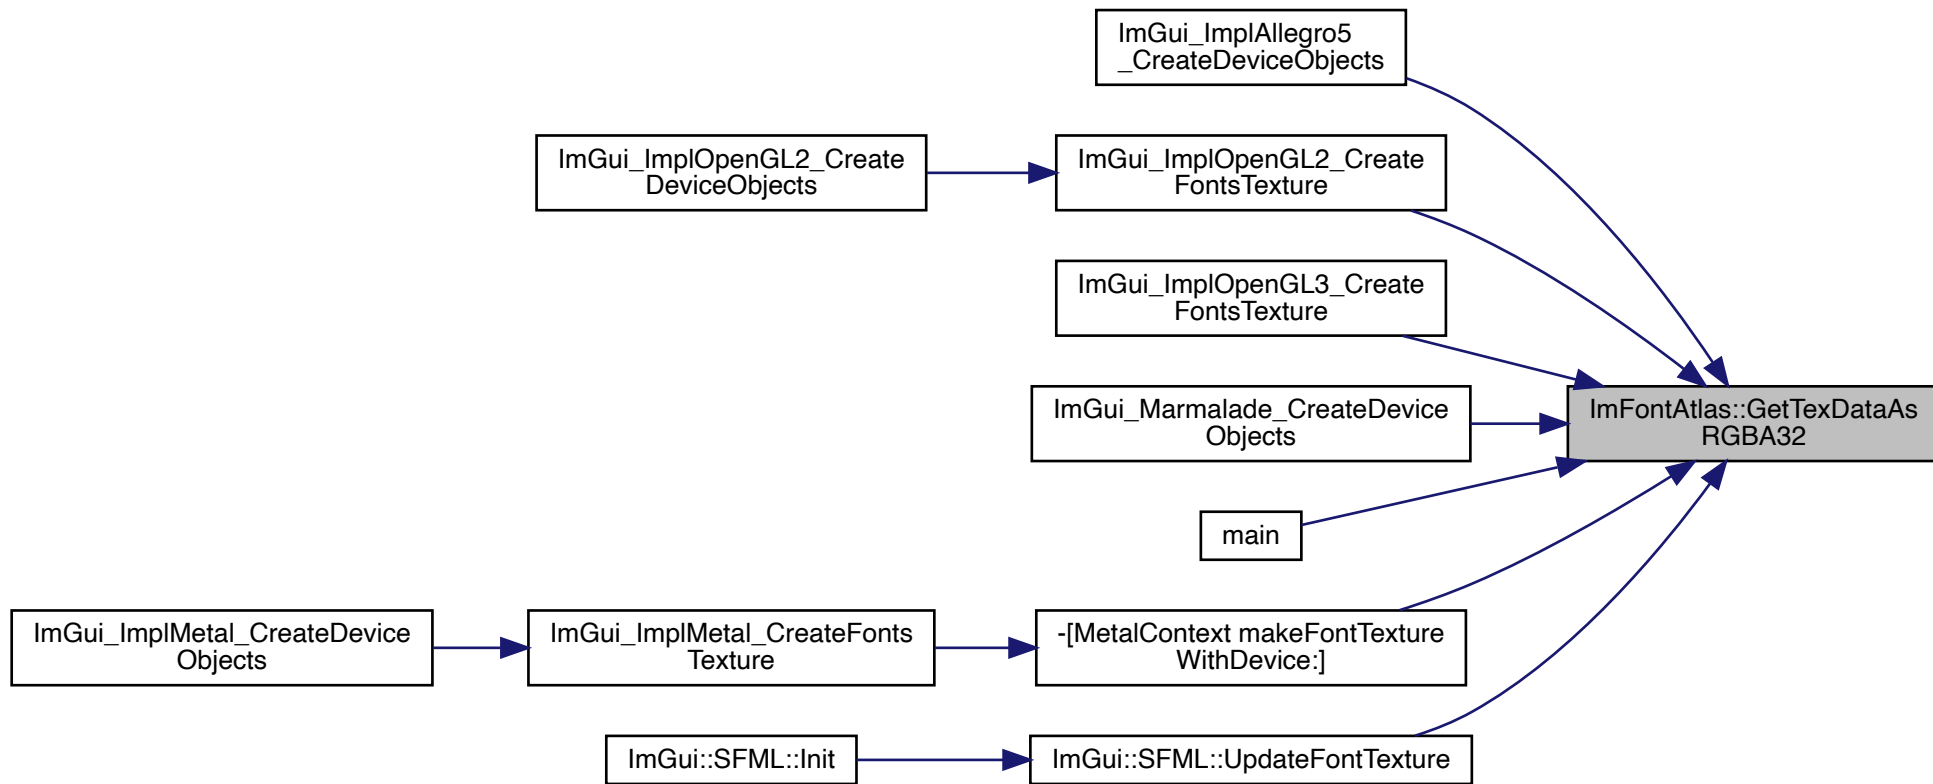 ImGui_ImplAllegro5
_CreateDeviceObjects
ImGui_ImplOpenGL2_Create
DeviceObjects
ImGui_ImplOpenGL2_Create
FontsTexture
ImGui_ImplOpenGL3_Create
FontsTexture
ImGui_Marmalade_CreateDevice
Objects
ImFontAtlas::GetTexDataAs
RGBA32
main
ImGui_ImplMetal_CreateDevice
Objects
ImGui_ImplMetal_CreateFonts
Texture
-[MetalContext makeFontTexture
WithDevice:]
ImGui::SFML::Init
ImGui::SFML::UpdateFontTexture